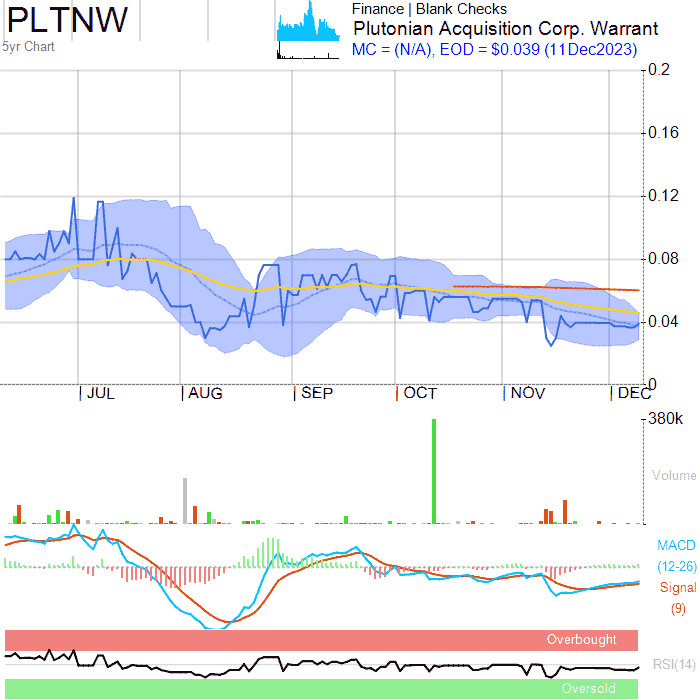 PLTNW
5yr Chart
Finance | Blank Checks
Plutonian Acquisition Corp. Warrant
MC = (N/A), EOD = $0.039 (11Dec2023)
0.2
0.16
0.12
0.08
0.04
0
| JUL | AUG | SEP | OCT | NOV | DEC
380k
Volume
MACD
(12-26)
Signal
(9)
Overbought
RSI(14)
Oversold